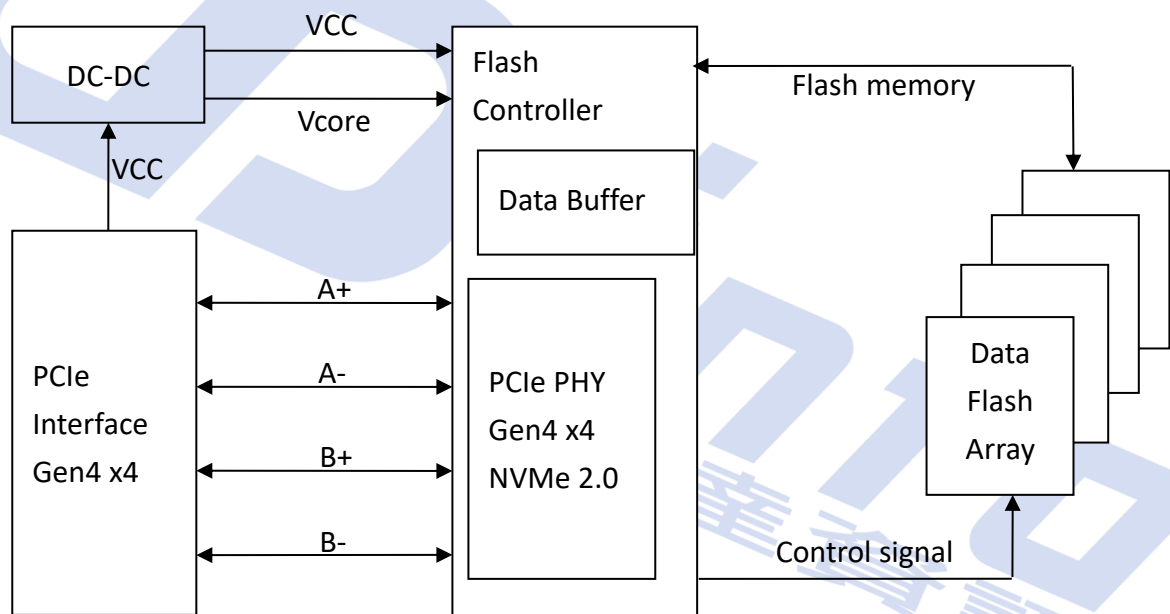 VCC
DC-DC
Vcore
VCC
Flash
Controller
Data Buffer
Flash memory
A+
A-
B+
B-
PCIe
Interface
Gen4 x4
PCIe PHY
Gen4 x4
NVMe 2.0
Data
Flash
Array
Control signal